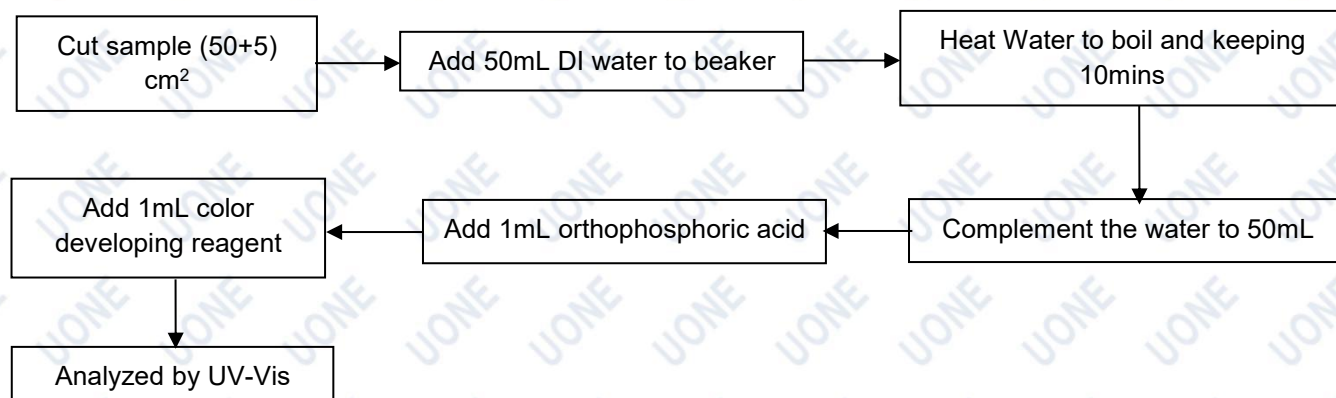 Cut sample (50+5)
cm²
Add 50mL DI water to beaker
Heat Water to boil and keeping
10mins
Complement the water to 50mL
Add 1mL orthophosphoric acid
Add 1mL color
developing reagent
Analyzed by UV-Vis
UONE